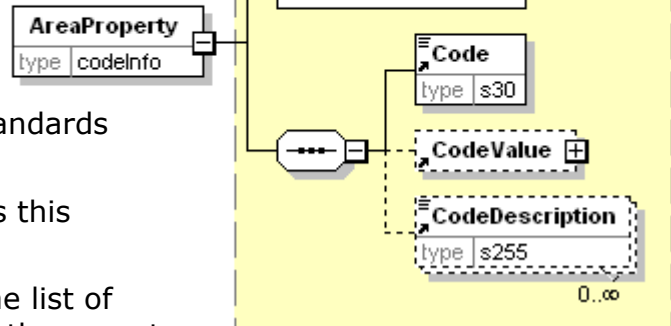 AreaProperty
type codeInfo
andards
s this
e list of
Code
type s30
CodeValue
CodeDescription
type s255
0..∞